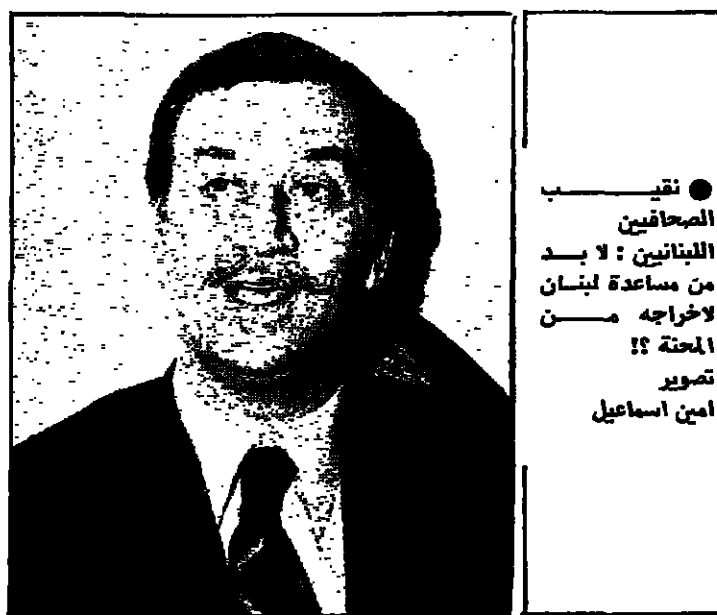 ● نقيب
الصحافيين
اللبنانيين : لا بد
من مساعدة لبنان
لاخراجه من
المحنة ؟!
تصوير
امين اسماعيل